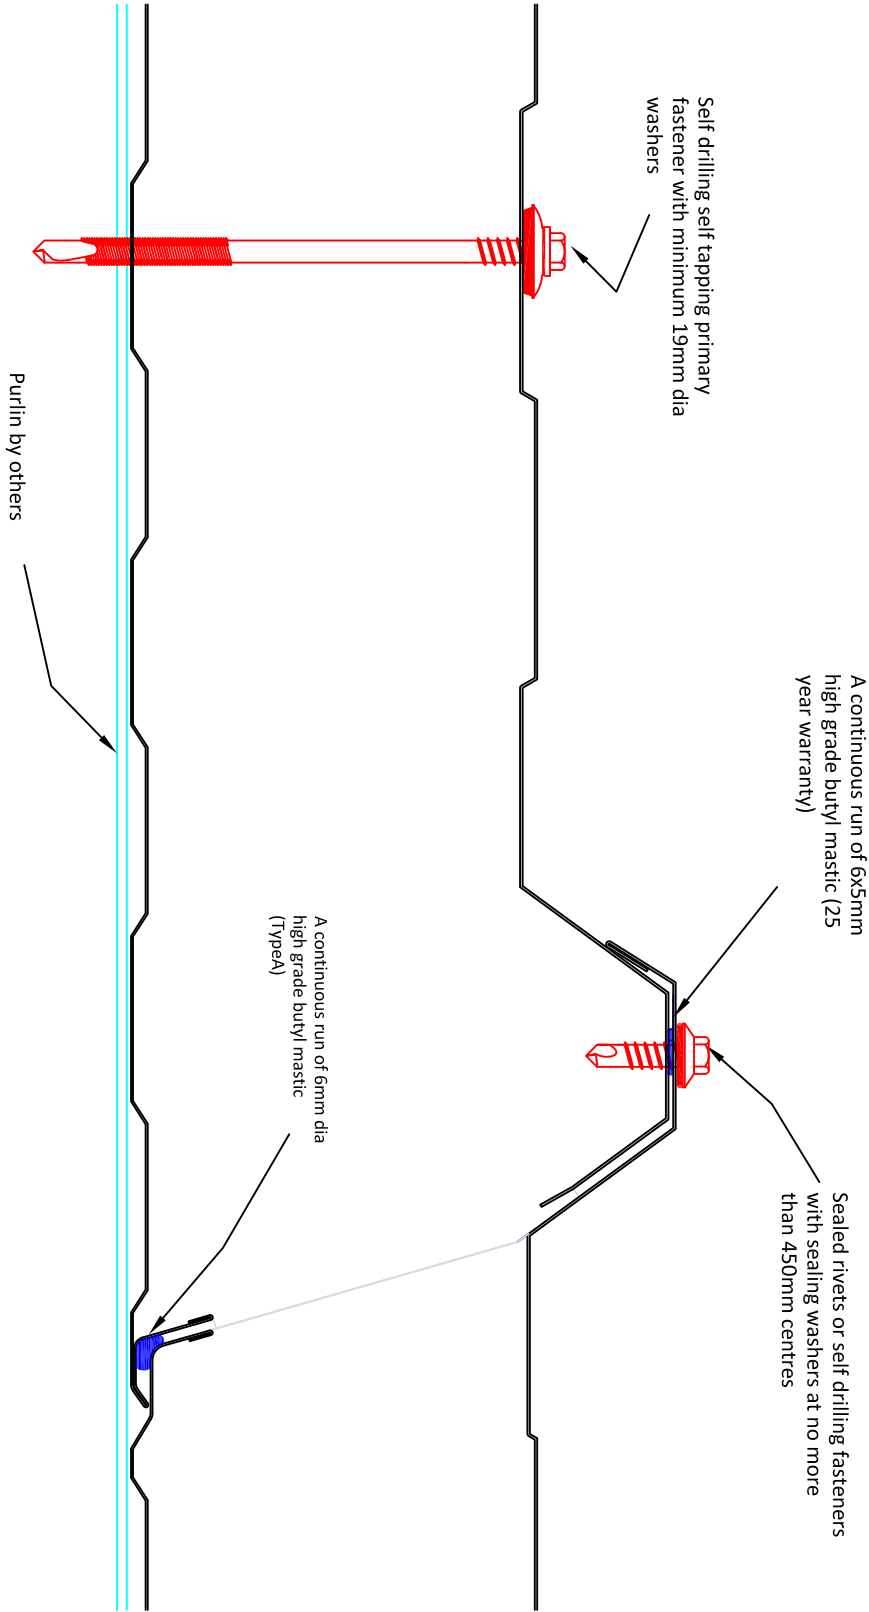 A continuous run of 6x5mm
high grade butyl mastic (25
year warranty)
Sealed rivets or self drilling fasteners
with sealing washers at no more
than 450mm centres
Self drilling self tapping primary
fastener with minimum 19mm dia
washers
A continuous run of 6mm dia
high grade butyl mastic
(TypeA)
Purlin by others